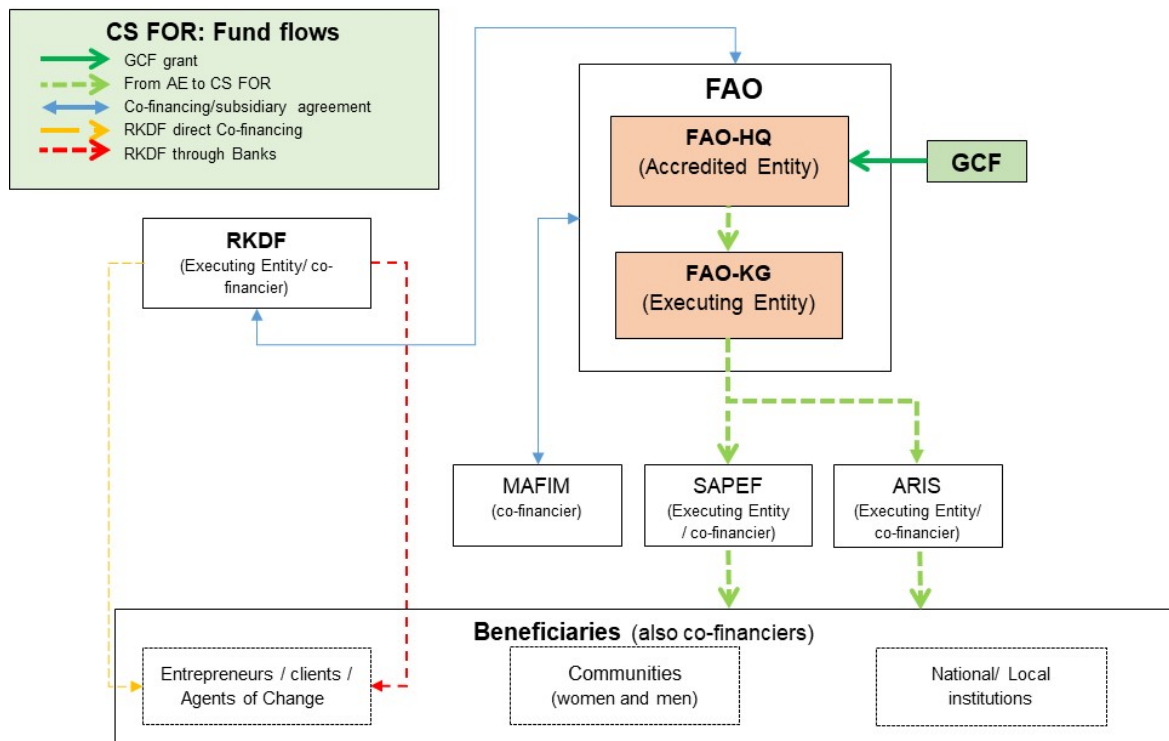 CS FOR: Fund flows
GCF grant
From AE to CS FOR
Co-financing/subsidiary agreement
RKDF direct Co-financing
RKDF through Banks
FAO
FAO-HQ
(Accredited Entity)
GCF
RKDF
(Executing Entity/ co-
financier)
FAO-KG
(Executing Entity)
MAFIM
(co-financier)
SAPEF
(Executing Entity
/ co-financier)
ARIS
(Executing Entity/
co-financier)
Beneficiaries (also co-financiers)
Entrepreneurs / clients /
Agents of Change
Communities
(women and men)
National/ Local
institutions